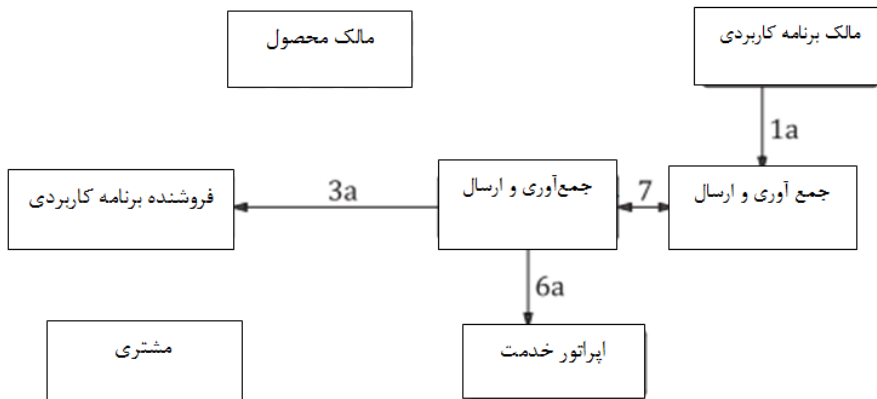 مالک محصول
مالک برنامه کاربردی
1a
فروشنده برنامه کاربردی
3a
جمع‌آوری و ارسال
7
جمع آوری و ارسال
6a
مشتری
اپراتور خدمت